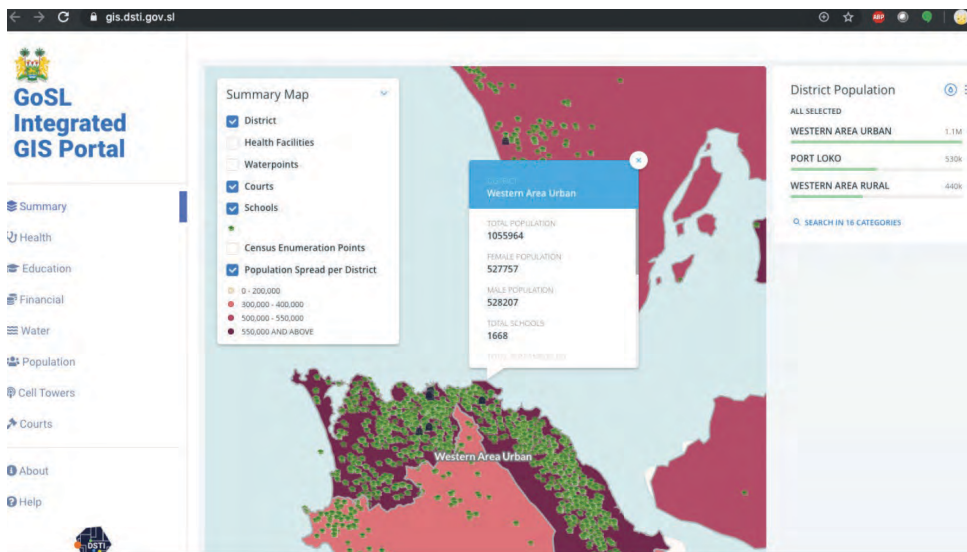 gis.dsti.gov.sl
ABP
GoSL
Integrated
GIS Portal
Summary
Health
Education
Financial
Water
Population
Cell Towers
Courts
About
Help
DSTI
Summary Map
District
Health Facilities
Waterpoints
Courts
Schools
Census Enumeration Points
Population Spread per District
0 - 200,000
300,000 - 400,000
500,000 - 550,000
550,000 AND ABOVE
DISTRICT
Western Area Urban
TOTAL POPULATION
1055964
FEMALE POPULATION
527757
MALE POPULATION
528207
TOTAL SCHOOLS
1668
Western Area Urban
District Population
ALL SELECTED
WESTERN AREA URBAN 1.1M
PORT LOKO 530k
WESTERN AREA RURAL 440k
SEARCH IN 16 CATEGORIES